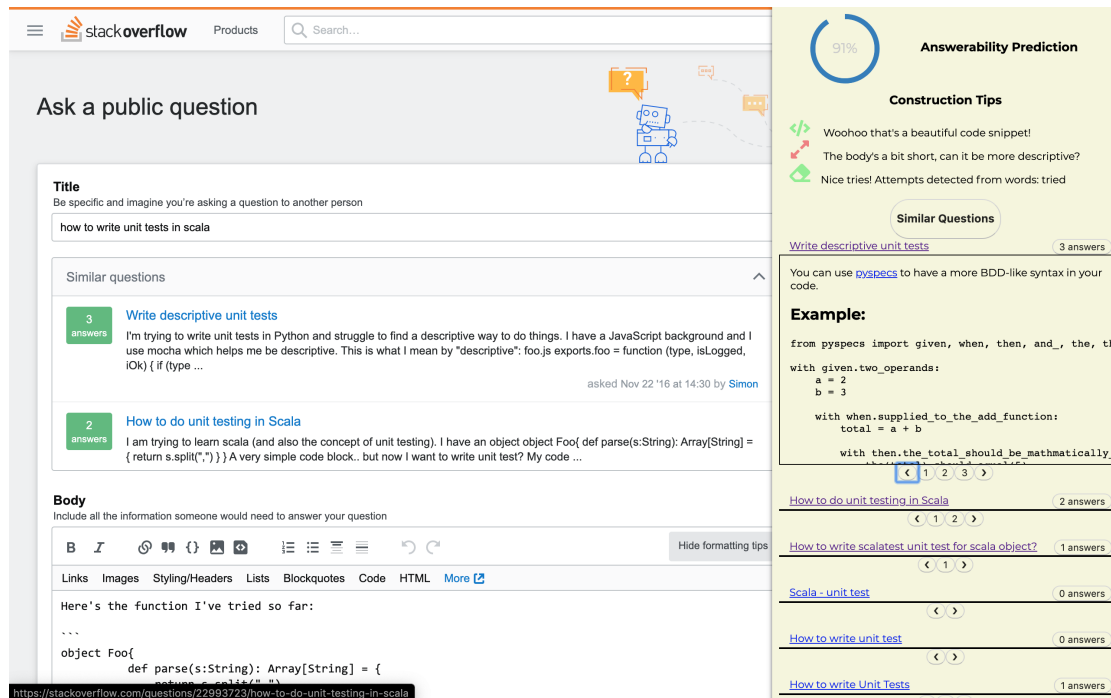 stackoverflow
Products
Search...
Ask a public question
?
Title
Be specific and imagine you're asking a question to another person
how to write unit tests in scala
Similar questions
3
answers
Write descriptive unit tests
I'm trying to write unit tests in Python and struggle to find a descriptive way to do things. I have a JavaScript background and I
use mocha which helps me be descriptive. This is what I mean by "descriptive": foo.js exports.foo = function (type, isLogged,
iOk) { if (type ...
asked Nov 22 '16 at 14:30 by Simon
2
answers
How to do unit testing in Scala
I am trying to learn scala (and also the concept of unit testing). I have an object object Foo{ def parse(s:String): Array[String] =
{ return s.split(",") } } A very simple code block.. but now I want to write unit test? My code ...
Body
Include all the information someone would need to answer your question
B I {}
Hide formatting tips
Links Images Styling/Headers Lists Blockquotes Code HTML More
Here's the function I've tried so far:
```
object Foo{
def parse(s:String): Array[String] = {
return s.split(",")
https://stackoverflow.com/questions/22993723/how-to-do-unit-testing-in-scala
91%
Answerability Prediction
Construction Tips
</>
Woohoo that's a beautiful code snippet!
The body's a bit short, can it be more descriptive?
Nice tries! Attempts detected from words: tried
Similar Questions
Write descriptive unit tests 3 answers
You can use pyspecs to have a more BDD-like syntax in your
code.
Example:
from pyspecs import given, when, then, and_, the, th
with given.two_operands:
a = 2
b = 3
with when.supplied_to_the_add_function:
total = a + b
with then.the_total_should_be_mathmatically_
< 1 2 3 >
How to do unit testing in Scala 2 answers
< 1 2 >
How to write scalatest unit test for scala object? 1 answers
< 1 >
Scala - unit test 0 answers
< >
How to write unit test 0 answers
< >
How to write Unit Tests 1 answers